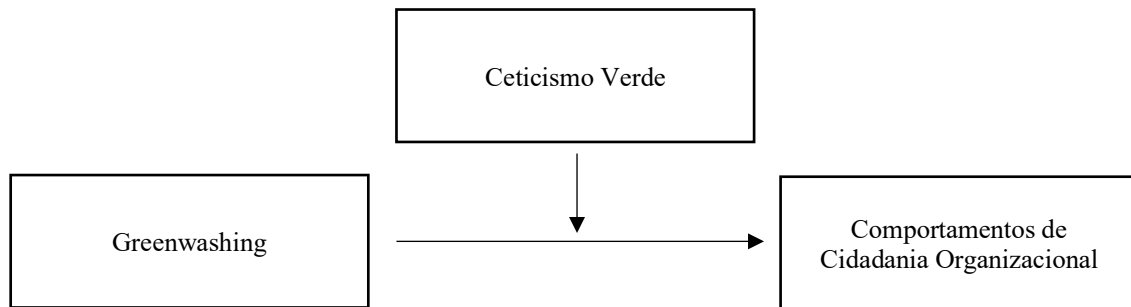 Ceticismo Verde
Greenwashing
Comportamentos de
Cidadania Organizacional